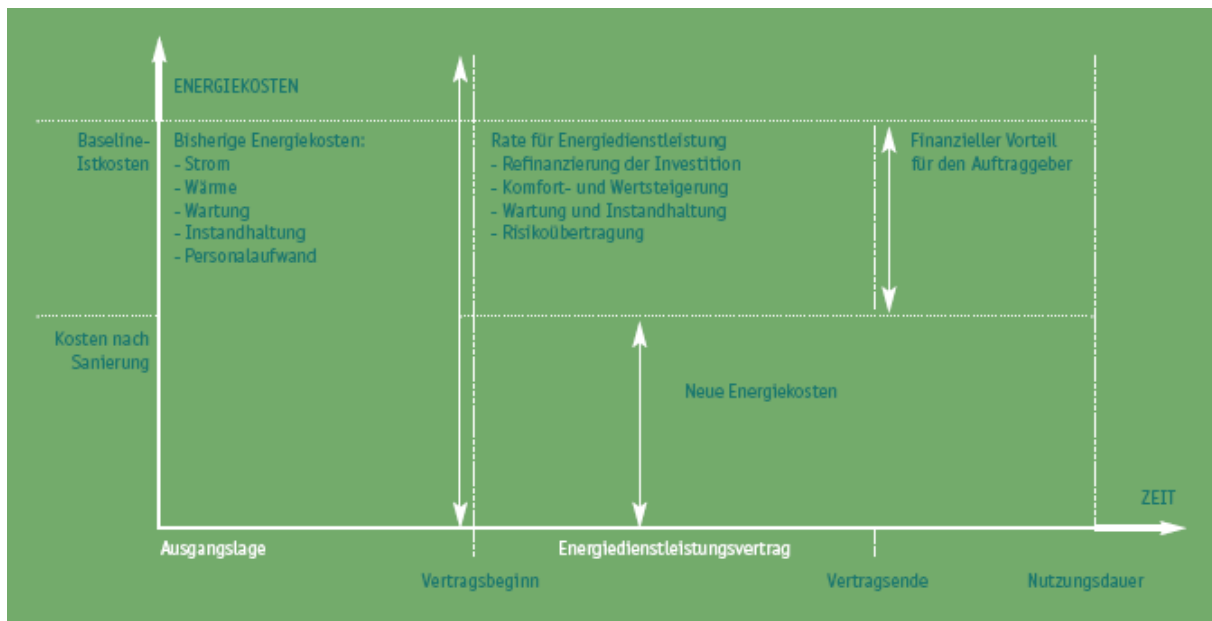 ENERGIEKOSTEN
Baseline-
Istkosten
Bisherige Energiekosten:
- Strom
- Wärme
- Wartung
- Instandhaltung
- Personalaufwand
Rate für Energiedienstleistung
- Refinanzierung der Investition
- Komfort- und Wertsteigerung
- Wartung und Instandhaltung
- Risikoübertragung
Finanzieller Vorteil
für den Auftraggeber
Kosten nach
Sanierung
Neue Energiekosten
ZEIT
Ausgangslage
Energiedienstleistungsvertrag
Vertragsbeginn
Vertragsende
Nutzungsdauer